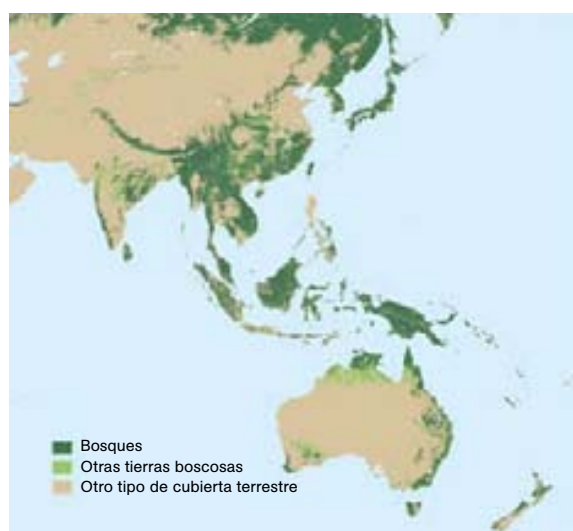 Bosques
Otras tierras boscosas
Otro tipo de cubierta terrestre